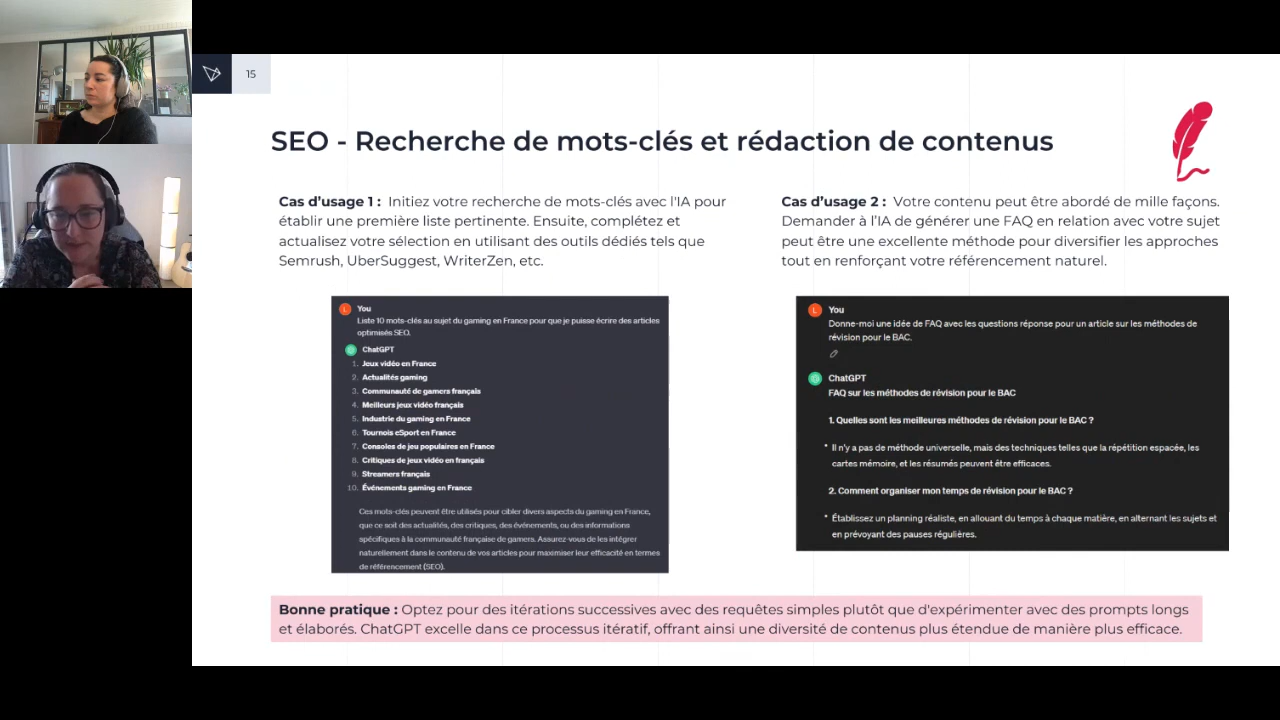 15
SEO - Recherche de mots-clés et rédaction de contenus
Cas d'usage 1 : Initiez votre recherche de mots-clés avec l'IA pour
établir une première liste pertinente. Ensuite, complétez et
actualisez votre sélection en utilisant des outils dédiés tels que
Semrush, UberSuggest, WriterZen, etc.
L
You
Liste 10 mots-clés au sujet du gaming en France pour que je puisse écrire des articles
optimisés SEO.
ChatGPT
1. Jeux vidéo en France
2. Actualités gaming
3. Communauté de gamers français
4. Meilleurs jeux vidéo français
5. Industrie du gaming en France
6. Tournois eSport en France
7. Consoles de jeu populaires en France
8. Critiques de jeux vidéo en français
9. Streamers français
10. Événements gaming en France
Ces mots-clés peuvent être utilisés pour cibler divers aspects du gaming en France,
que ce soit des actualités, des critiques, des événements, ou des informations
spécifiques à la communauté française de gamers. Assurez-vous de les intégrer
naturellement dans le contenu de vos articles pour maximiser leur efficacité en termes
de référencement (SEO).
Cas d'usage 2 : Votre contenu peut être abordé de mille façons.
Demander à l'IA de générer une FAQ en relation avec votre sujet
peut être une excellente méthode pour diversifier les approches
tout en renforçant votre référencement naturel.
L
You
Donne-moi une idée de FAQ avec les questions réponse pour un article sur les méthodes de
révision pour le BAC.
ChatGPT
FAQ sur les méthodes de révision pour le BAC
1. Quelles sont les meilleures méthodes de révision pour le BAC ?
• Il n'y a pas de méthode universelle, mais des techniques telles que la répétition espacée, les
cartes mémoire, et les résumés peuvent être efficaces.
2. Comment organiser mon temps de révision pour le BAC ?
• Établissez un planning réaliste, en allouant du temps à chaque matière, en alternant les sujets et
en prévoyant des pauses régulières.
Bonne pratique : Optez pour des itérations successives avec des requêtes simples plutôt que d'expérimenter avec des prompts longs
et élaborés. ChatGPT excelle dans ce processus itératif, offrant ainsi une diversité de contenus plus étendue de manière plus efficace.